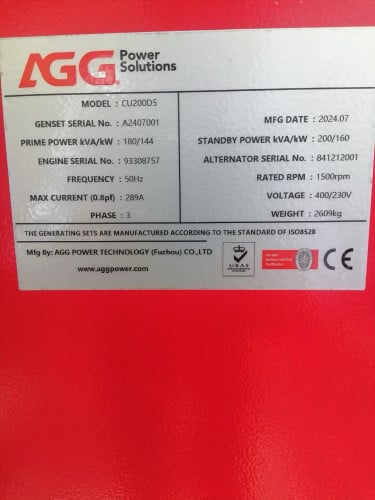 AGG Power Solutions
MODEL : CU200D5
GENSET SERIAL No. : A2407001
PRIME POWER kVA/kW : 180/144
ENGINE SERIAL No. : 93308757
FREQUENCY : 50Hz
MAX CURRENT (0.8pf) : 289A
PHASE : 3
MFG DATE : 2024.07
STANDBY POWER kVA/kW : 200/160
ALTERNATOR SERIAL No. : 841212001
RATED RPM : 1500rpm
VOLTAGE : 400/230V
WEIGHT : 2609kg
THE GENERATING SETS ARE MANUFACTURED ACCORDING TO THE STANDARD OF ISO8528
Mfg By: AGG POWER TECHNOLOGY (Fuzhou) CO.,LTD
www.aggpower.com
UKAS
CE